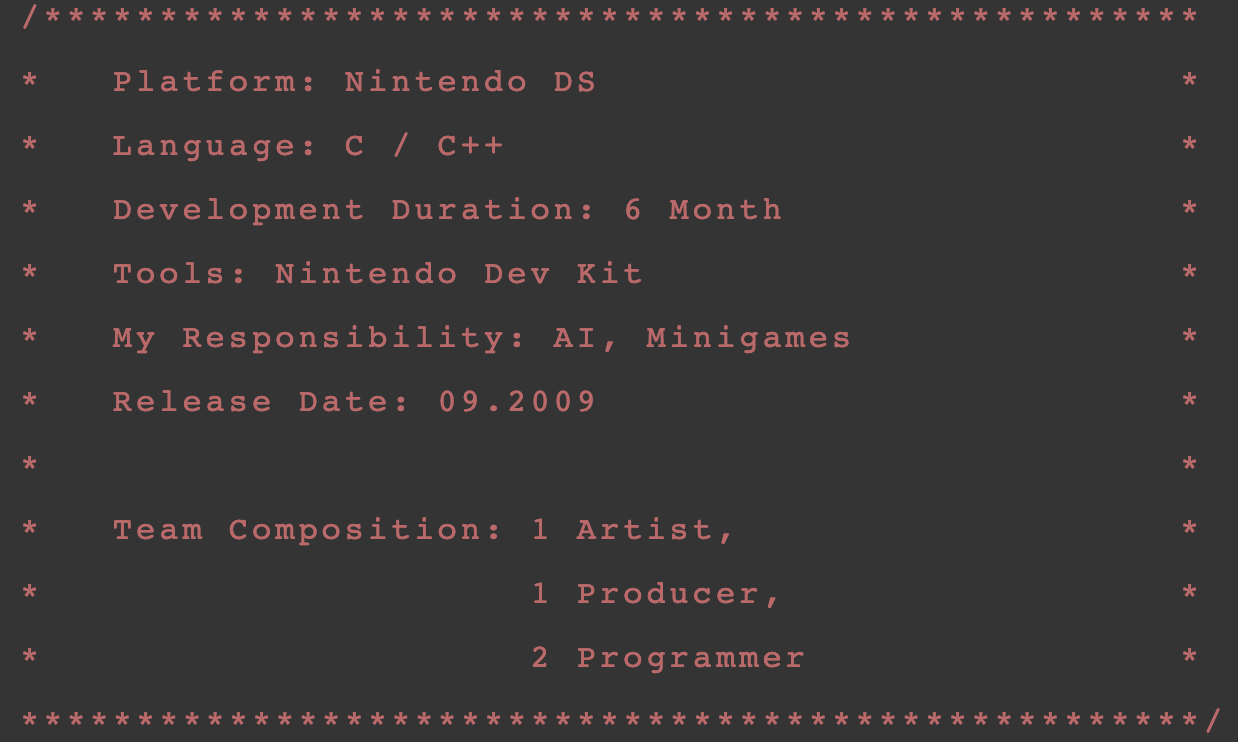 /**************************************************
*   Platform: Nintendo DS                         *
*   Language: C / C++                             *
*   Development Duration: 6 Month                 *
*   Tools: Nintendo Dev Kit                       *
*   My Responsibility: AI, Minigames              *
*   Release Date: 09.2009                         *
*                                                 *
*   Team Composition: 1 Artist,                   *
*                     1 Producer,                 *
*                     2 Programmer                *
***************************************************/